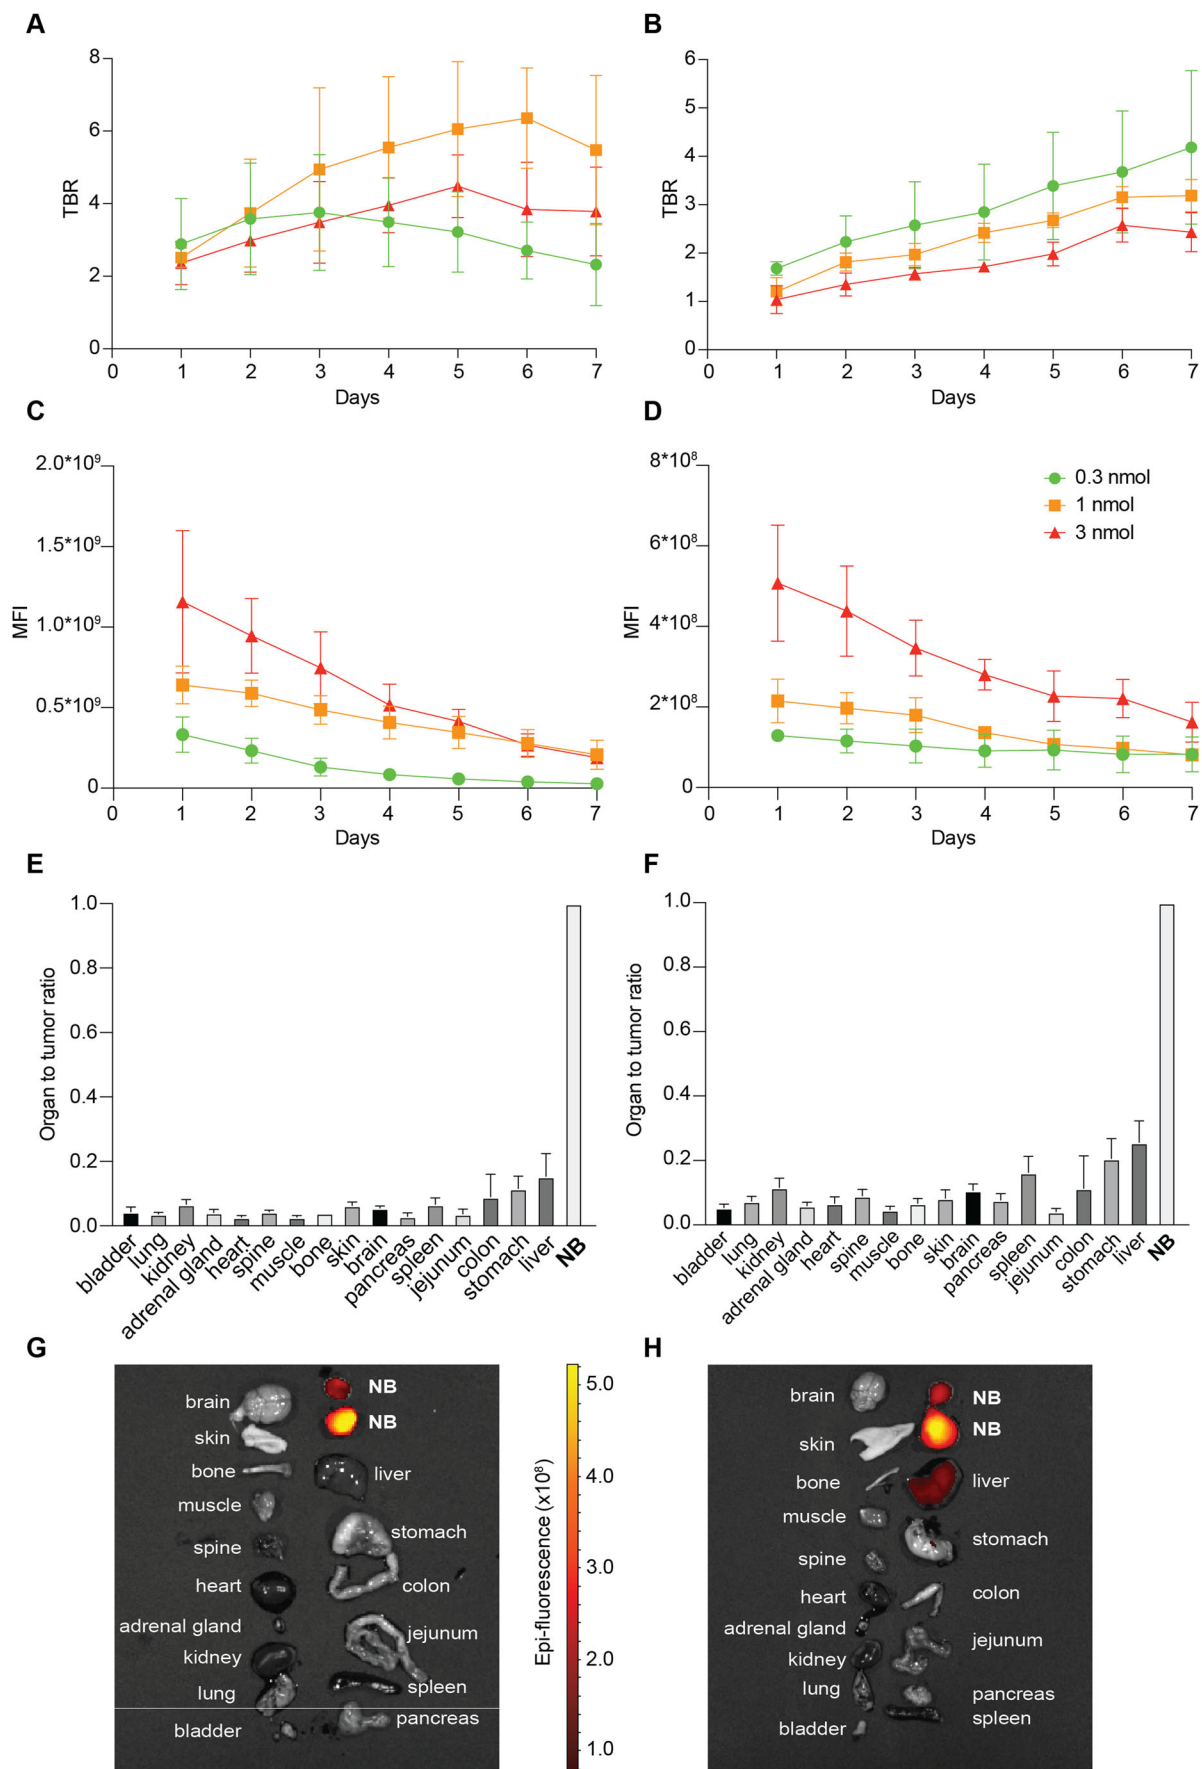 A
TBR
8
6
4
2
0
0 1 2 3 4 5 6 7
Days
B
TBR
6
5
4
3
2
1
0
0 1 2 3 4 5 6 7
Days
C
MFI
2.0*10⁹
1.5*10⁹
1.0*10⁹
0.5*10⁹
0
0 1 2 3 4 5 6 7
Days
D
MFI
8*10⁸
6*10⁸
4*10⁸
2*10⁸
0
0 1 2 3 4 5 6 7
Days
0.3 nmol
1 nmol
3 nmol
E
Organ to tumor ratio
1.0
0.8
0.6
0.4
0.2
0.0
bladder
lung
kidney
adrenal gland
heart
spine
muscle
bone
skin
brain
pancreas
spleen
jejunum
colon
stomach
liver
NB
F
Organ to tumor ratio
1.0
0.8
0.6
0.4
0.2
0.0
bladder
lung
kidney
adrenal gland
heart
spine
muscle
bone
skin
brain
pancreas
spleen
jejunum
colon
stomach
liver
NB
G
brain
skin
bone
muscle
spine
heart
adrenal gland
kidney
lung
bladder
NB
NB
liver
stomach
colon
jejunum
spleen
pancreas
Epi-fluorescence (x10⁸)
5.0
4.0
3.0
2.0
1.0
H
brain
skin
bone
muscle
spine
heart
adrenal gland
kidney
lung
bladder
NB
NB
liver
stomach
colon
jejunum
pancreas
spleen